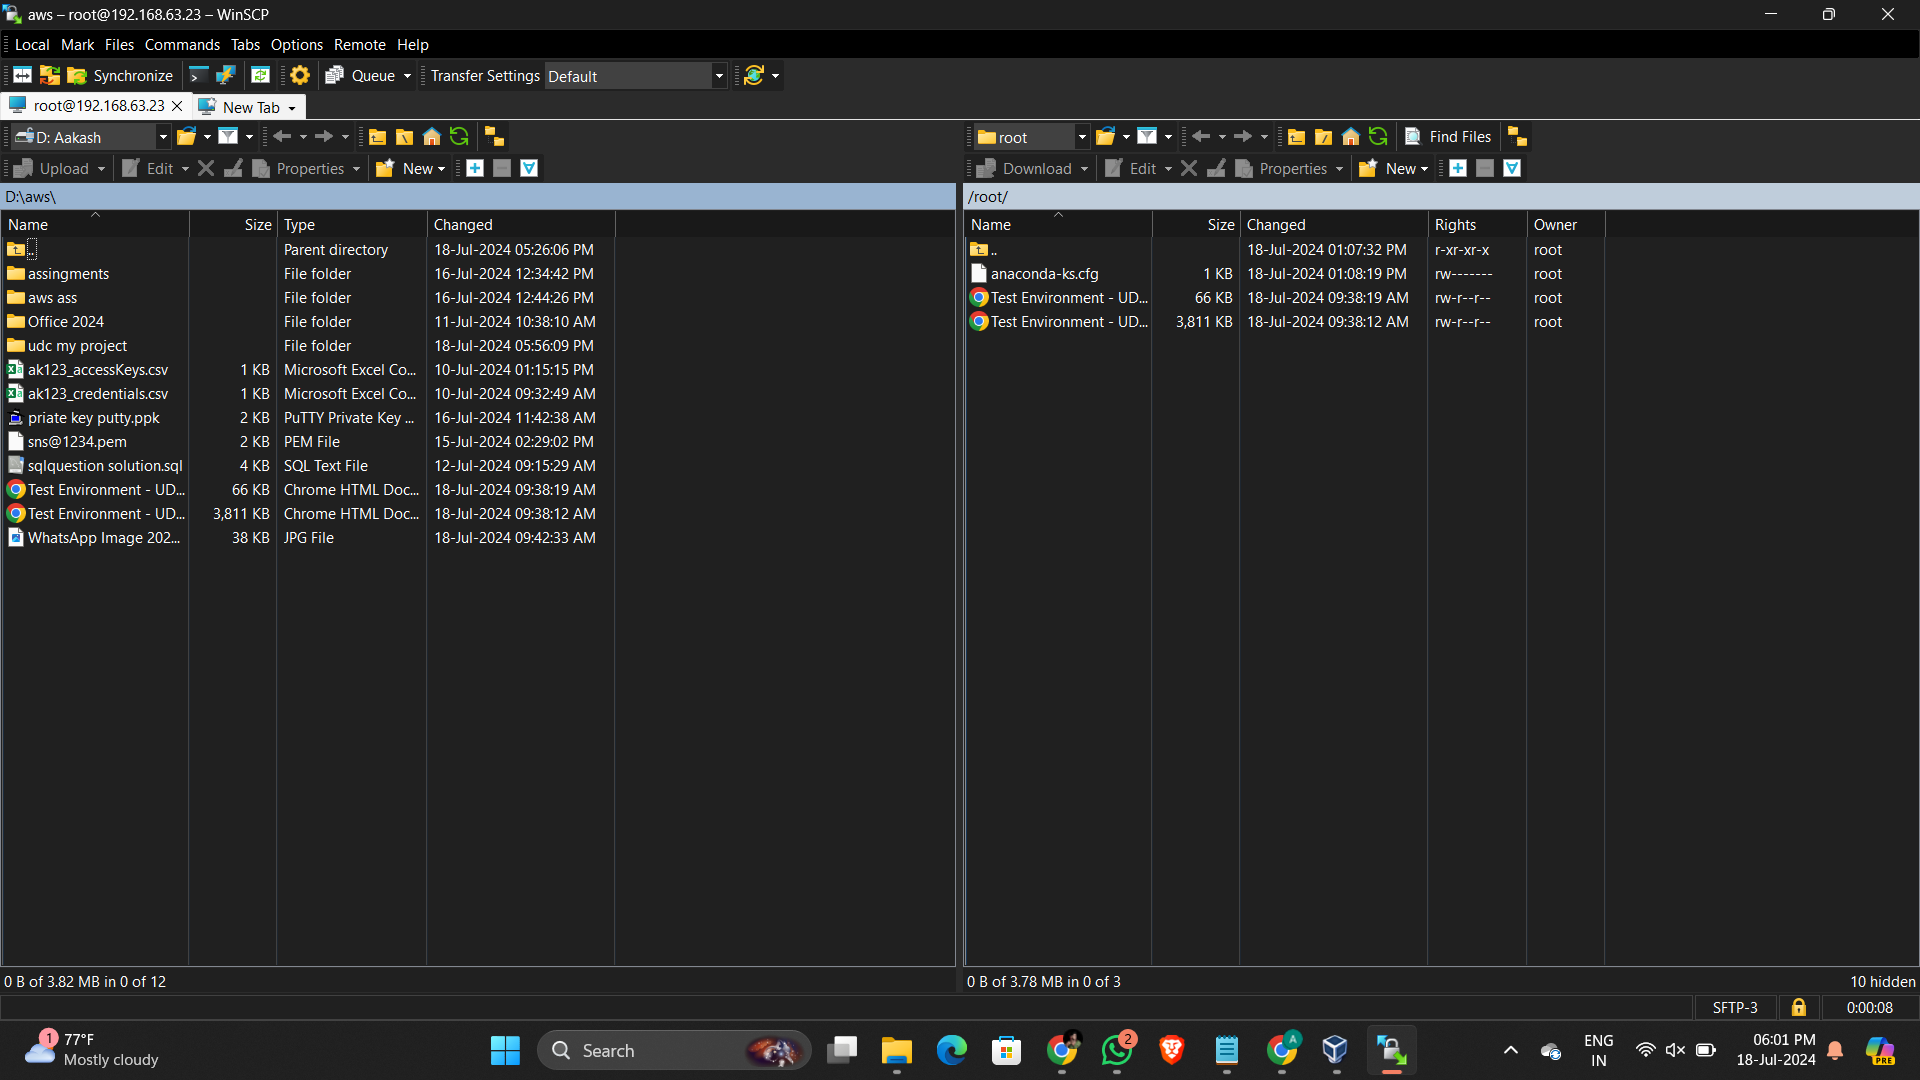 aws – root@192.168.63.23 – WinSCP
Local Mark Files Commands Tabs Options Remote Help
Synchronize Queue Transfer Settings Default
root@192.168.63.23 New Tab
D: Aakash
Upload Edit Properties New
D:\aws\
Name Size Type Changed
.. Parent directory 18-Jul-2024 05:26:06 PM
assingments File folder 16-Jul-2024 12:34:42 PM
aws ass File folder 16-Jul-2024 12:44:26 PM
Office 2024 File folder 11-Jul-2024 10:38:10 AM
udc my project File folder 18-Jul-2024 05:56:09 PM
ak123_accessKeys.csv 1 KB Microsoft Excel Co... 10-Jul-2024 01:15:15 PM
ak123_credentials.csv 1 KB Microsoft Excel Co... 10-Jul-2024 09:32:49 AM
priate key putty.ppk 2 KB PuTTY Private Key ... 16-Jul-2024 11:42:38 AM
sns@1234.pem 2 KB PEM File 15-Jul-2024 02:29:02 PM
sqlquestion solution.sql 4 KB SQL Text File 12-Jul-2024 09:15:29 AM
Test Environment - UD... 66 KB Chrome HTML Doc... 18-Jul-2024 09:38:19 AM
Test Environment - UD... 3,811 KB Chrome HTML Doc... 18-Jul-2024 09:38:12 AM
WhatsApp Image 202... 38 KB JPG File 18-Jul-2024 09:42:33 AM
0 B of 3.82 MB in 0 of 12
root Find Files
Download Edit Properties New
/root/
Name Size Changed Rights Owner
.. 18-Jul-2024 01:07:32 PM r-xr-xr-x root
anaconda-ks.cfg 1 KB 18-Jul-2024 01:08:19 PM rw------- root
Test Environment - UD... 66 KB 18-Jul-2024 09:38:19 AM rw-r--r-- root
Test Environment - UD... 3,811 KB 18-Jul-2024 09:38:12 AM rw-r--r-- root
0 B of 3.78 MB in 0 of 3 10 hidden
SFTP-3 0:00:08
1 77°F
Mostly cloudy
Search
2
A
ENG
IN
06:01 PM
18-Jul-2024
PRE